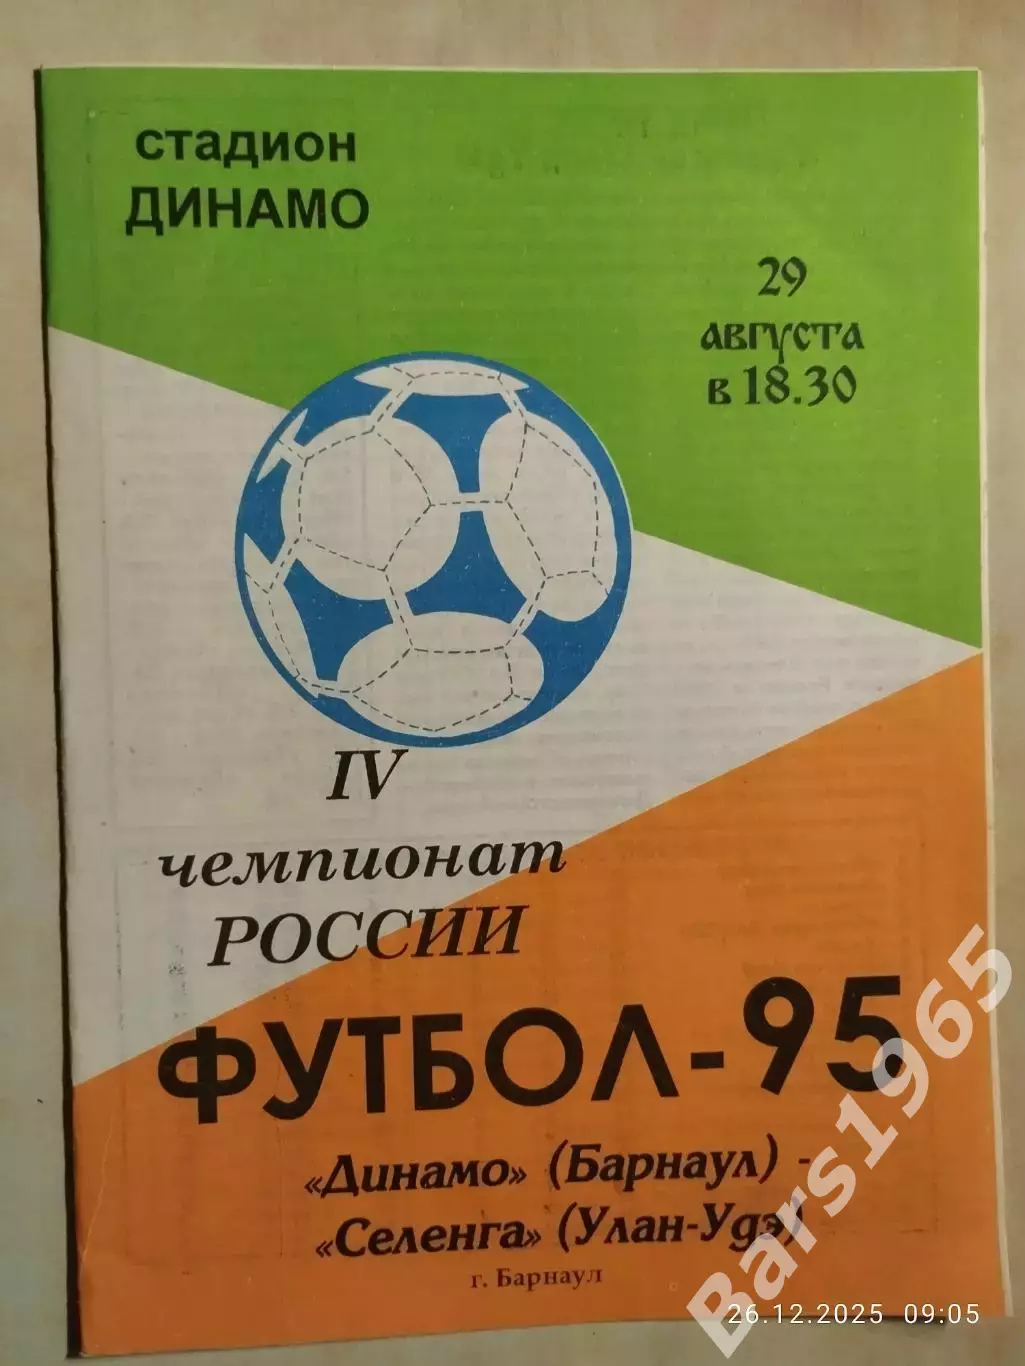 стадион
ДИНАМО
29
августа
в 18.30
IV
чемпионат
РОССИИ
ФУТБОЛ-95
«Динамо» (Барнаул) -
«Селенга» (Улан-Удэ)
г. Барнаул
Bars1965
26.12.2025 09:05